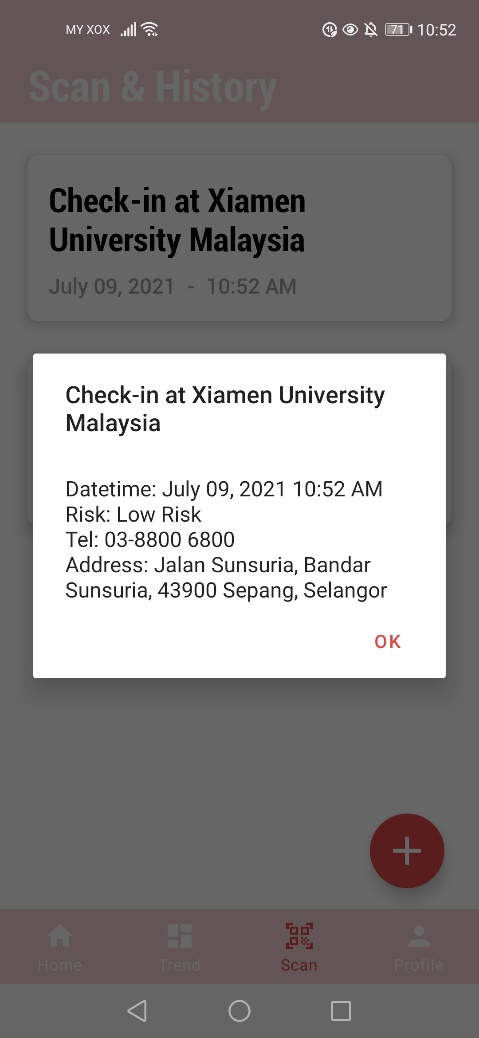 MY XOX
71
10:52
Scan & History
Check-in at Xiamen
University Malaysia
July 09, 2021 - 10:52 AM
Check-in at Xiamen University
Malaysia
Datetime: July 09, 2021 10:52 AM
Risk: Low Risk
Tel: 03-8800 6800
Address: Jalan Sunsuria, Bandar
Sunsuria, 43900 Sepang, Selangor
OK
Home
Trend
Scan
Profile